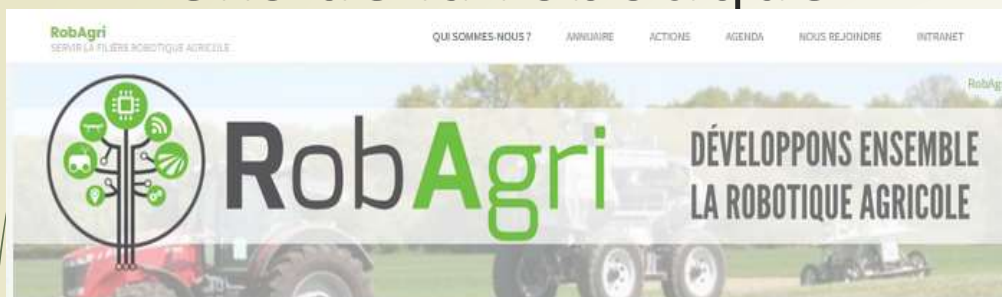 RobAgri
SERVIR LA FILIÈRE ROBOTIQUE AGRICOLE
QUI SOMMES-NOUS ?
ANNUAIRE
ACTIONS
AGENDA
NOUS REJOINDRE
INTRANET
RobAgri
DÉVELOPPONS ENSEMBLE
LA ROBOTIQUE AGRICOLE